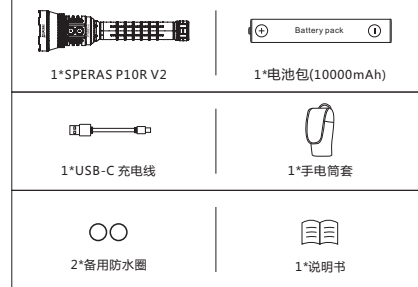 Battery pack
1*SPERAS P10R V2
1*电池包(10000mAh)
1*USB-C 充电线
1*手电筒套
2*备用防水圈
1*说明书